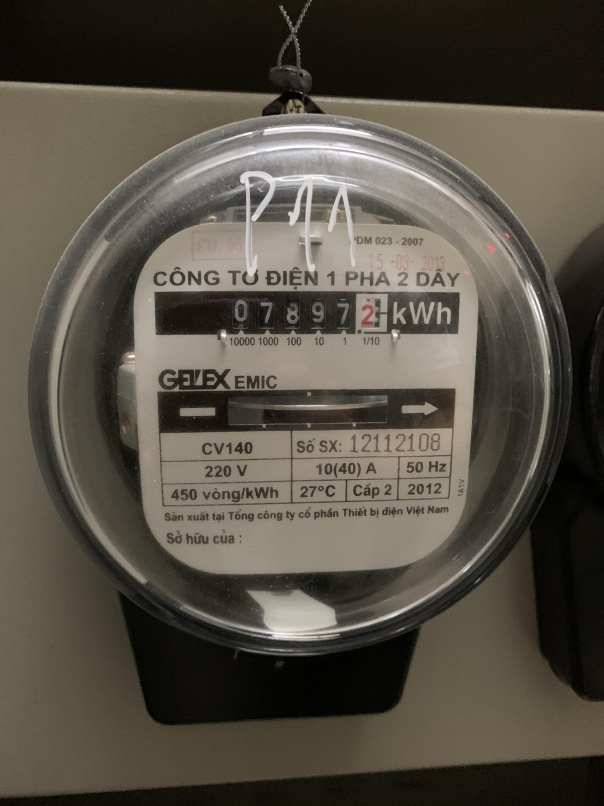 P11
PDM 023 - 2007
15 -03- 2013
CÔNG TƠ ĐIỆN 1 PHA 2 DÂY
0 7 8 9 7 2 kWh
10000 1000 100 10 1 1/10
GELEX EMIC
CV140 Số SX: 12112108
220 V 10(40) A 50 Hz
450 vòng/kWh 27°C Cấp 2 2012
Sản xuất tại Tổng công ty cổ phần Thiết bị điện Việt Nam
Sở hữu của :